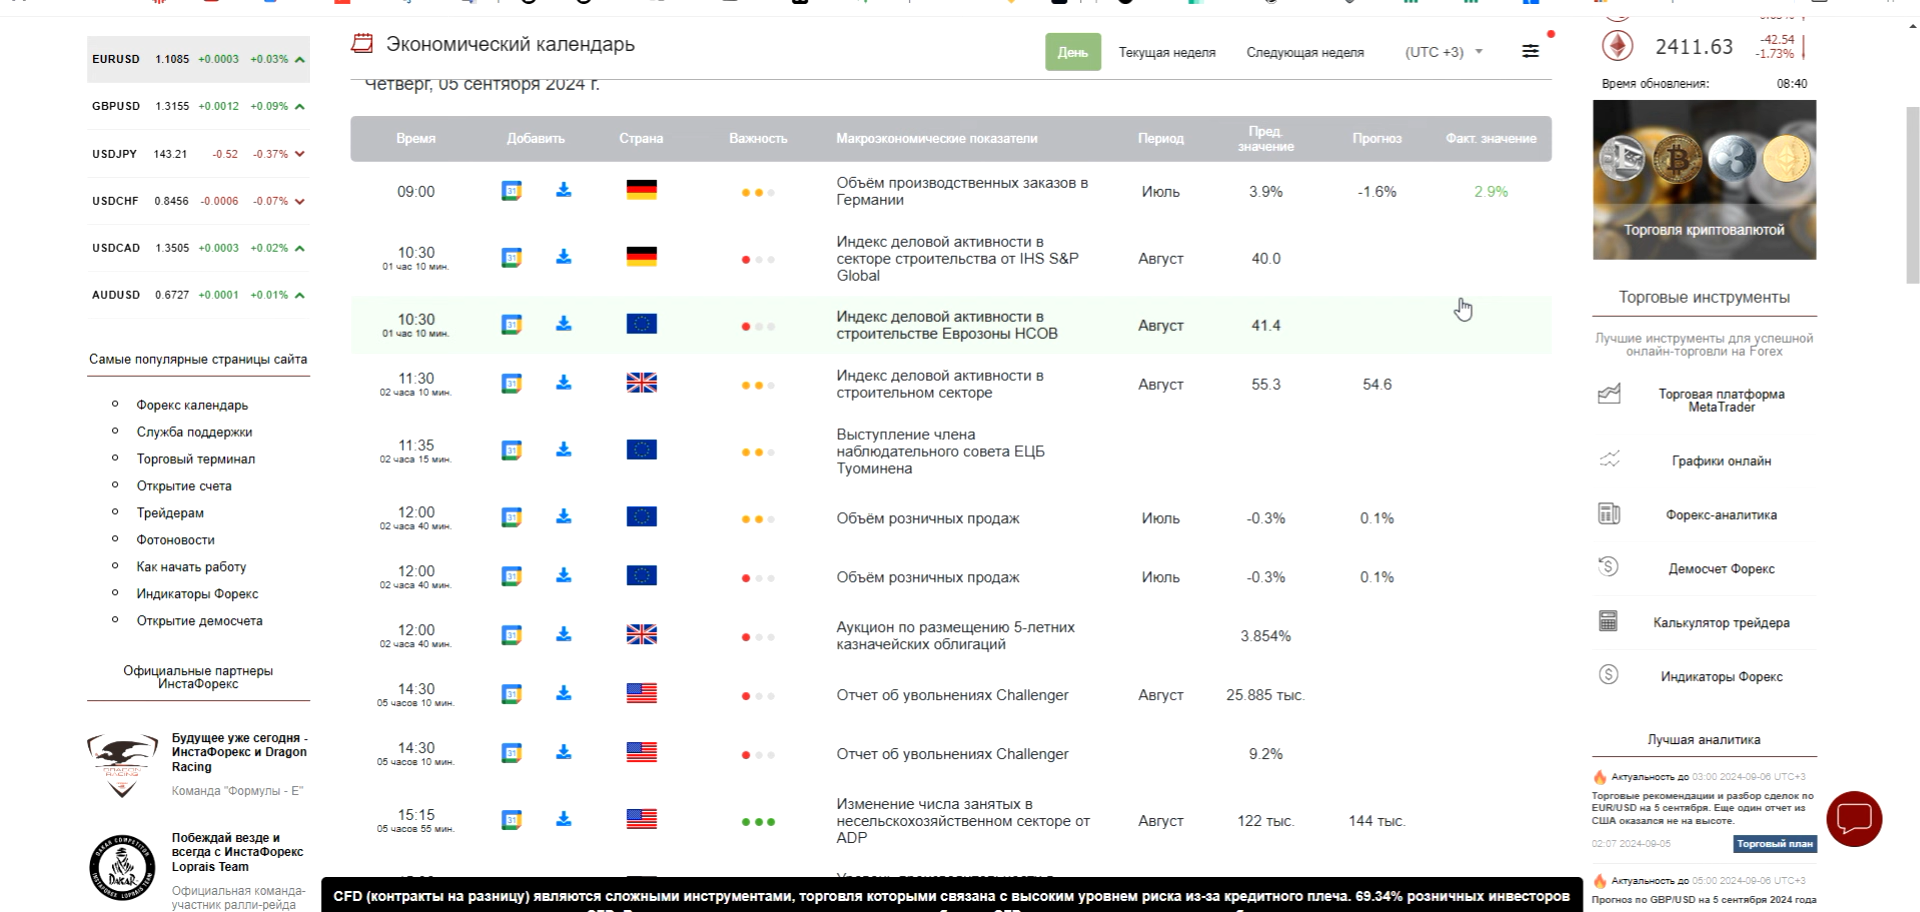 EURUSD 1.1085 +0.0003 +0.03%
GBPUSD 1.3155 +0.0012 +0.09%
USDJPY 143.21 -0.52 -0.37%
USDCHF 0.8456 -0.0006 -0.07%
USDCAD 1.3505 +0.0003 +0.02%
AUDUSD 0.6727 +0.0001 +0.01%
Самые популярные страницы сайта
Форекс календарь
Служба поддержки
Торговый терминал
Открытие счета
Трейдерам
Фотоновости
Как начать работу
Индикаторы Форекс
Открытие демосчета
Официальные партнеры
ИнстаФорекс
Будущее уже сегодня -
ИнстаФорекс и Dragon
Racing
Команда "Формулы - E"
DRAGON
RACING
Побеждай везде и
всегда с ИнстаФорекс
Loprais Team
Официальная команда-
участник ралли-рейда
DAKAR
Экономический календарь
День Текущая неделя Следующая неделя (UTC +3)
Четверг, 05 сентября 2024 г.
Время Добавить Страна Важность Макроэкономические показатели Период Пред. значение Прогноз Факт. значение
09:00 31 Объём производственных заказов в Июль 3.9% -1.6% 2.9%
Германии
10:30 31 Индекс деловой активности в Август 40.0
01 час 10 мин. секторе строительства от IHS S&P
Global
10:30 31 Индекс деловой активности в Август 41.4
01 час 10 мин. строительстве Еврозоны HCOB
11:30 31 Индекс деловой активности в Август 55.3 54.6
02 часа 10 мин. строительном секторе
11:35 31 Выступление члена
02 часа 15 мин. наблюдательного совета ЕЦБ
Туоминена
12:00 31 Объём розничных продаж Июль -0.3% 0.1%
02 часа 40 мин.
12:00 31 Объём розничных продаж Июль -0.3% 0.1%
02 часа 40 мин.
12:00 31 Аукцион по размещению 5-летних 3.854%
02 часа 40 мин. казначейских облигаций
14:30 31 Отчет об увольнениях Challenger Август 25.885 тыс.
05 часов 10 мин.
14:30 31 Отчет об увольнениях Challenger 9.2%
05 часов 10 мин.
15:15 31 Изменение числа занятых в Август 122 тыс. 144 тыс.
05 часов 55 мин. несельскохозяйственном секторе от
ADP
CFD (контракты на разницу) являются сложными инструментами, торговля которыми связана с высоким уровнем риска из-за кредитного плеча. 69.34% розничных инвесторов
2411.63 -42.54
-1.73%
Время обновления: 08:40
Торговля криптовалютой
Торговые инструменты
Лучшие инструменты для успешной
онлайн-торговли на Forex
Торговая платформа
MetaTrader
Графики онлайн
Форекс-аналитика
Демосчет Форекс
Калькулятор трейдера
Индикаторы Форекс
Лучшая аналитика
Актуальность до 03:00 2024-09-06 UTC+3
Торговые рекомендации и разбор сделок по
EUR/USD на 5 сентября. Еще один отчет из
США оказался не на высоте.
02:07 2024-09-05 Торговый план
Актуальность до 05:00 2024-09-06 UTC+3
Прогноз по GBP/USD на 5 сентября 2024 года